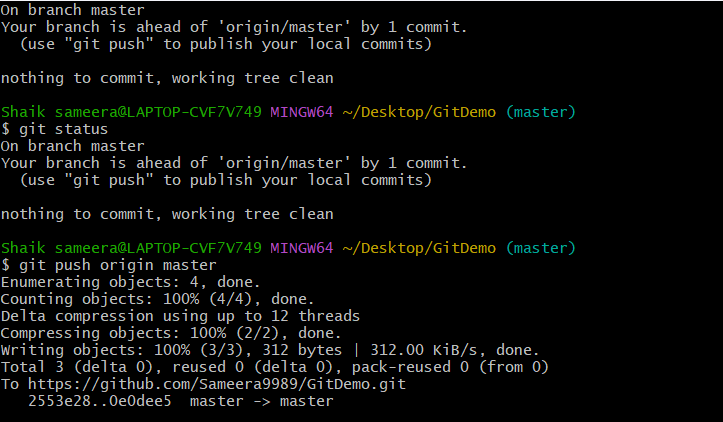 On branch master
Your branch is ahead of 'origin/master' by 1 commit.
  (use "git push" to publish your local commits)

nothing to commit, working tree clean

Shaik sameera@LAPTOP-CVF7V749 MINGW64 ~/Desktop/GitDemo (master)
$ git status
On branch master
Your branch is ahead of 'origin/master' by 1 commit.
  (use "git push" to publish your local commits)

nothing to commit, working tree clean

Shaik sameera@LAPTOP-CVF7V749 MINGW64 ~/Desktop/GitDemo (master)
$ git push origin master
Enumerating objects: 4, done.
Counting objects: 100% (4/4), done.
Delta compression using up to 12 threads
Compressing objects: 100% (2/2), done.
Writing objects: 100% (3/3), 312 bytes | 312.00 KiB/s, done.
Total 3 (delta 0), reused 0 (delta 0), pack-reused 0 (from 0)
To https://github.com/Sameera9989/GitDemo.git
   2553e28..0e0dee5  master -> master